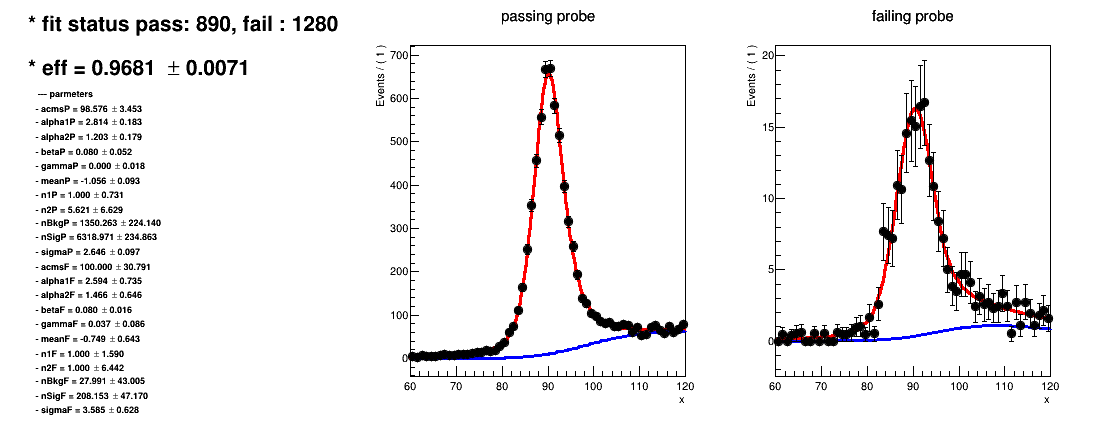 * fit status pass: 890, fail : 1280
* eff = 0.9681 ± 0.0071
--- parmeters
- acmsP = 98.576 ± 3.453
- alpha1P = 2.814 ± 0.183
- alpha2P = 1.203 ± 0.179
- betaP = 0.080 ± 0.052
- gammaP = 0.000 ± 0.018
- meanP = -1.056 ± 0.093
- n1P = 1.000 ± 0.731
- n2P = 5.621 ± 6.629
- nBkgP = 1350.263 ± 224.140
- nSigP = 6318.971 ± 234.863
- sigmaP = 2.646 ± 0.097
- acmsF = 100.000 ± 30.791
- alpha1F = 2.594 ± 0.735
- alpha2F = 1.466 ± 0.646
- betaF = 0.080 ± 0.016
- gammaF = 0.037 ± 0.086
- meanF = -0.749 ± 0.643
- n1F = 1.000 ± 1.590
- n2F = 1.000 ± 6.442
- nBkgF = 27.991 ± 43.005
- nSigF = 208.153 ± 47.170
- sigmaF = 3.585 ± 0.628
passing probe
Events / ( 1 )
700
600
500
400
300
200
100
0
60 70 80 90 100 110 120
x
failing probe
Events / ( 1 )
20
15
10
5
0
60 70 80 90 100 110 120
x